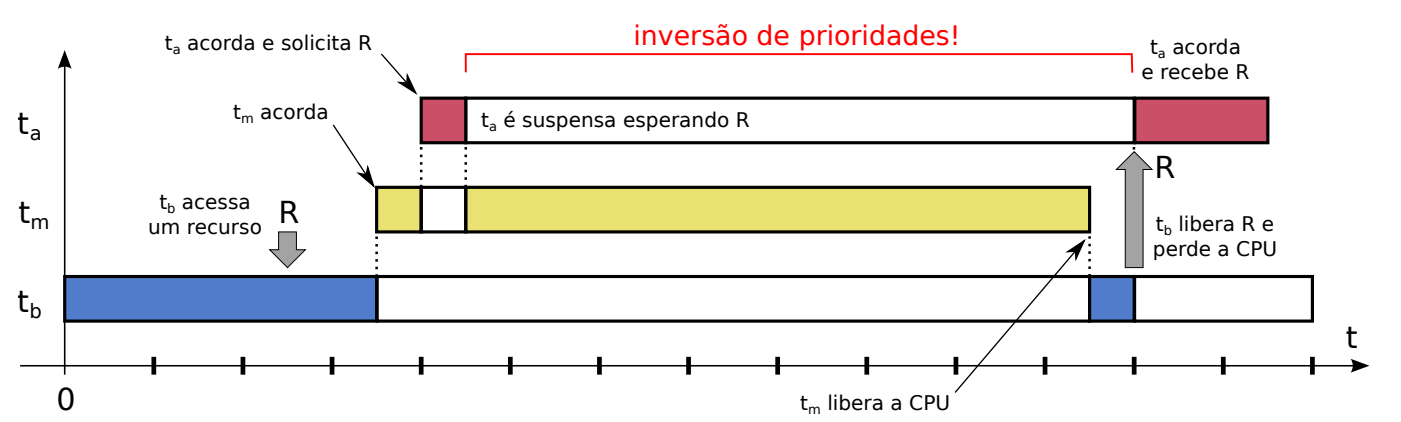 inversão de prioridades!
t_a acorda e solicita R
t_a acorda
e recebe R
t_a
t_a é suspensa esperando R
t_m acorda
R
t_m
t_b acessa
um recurso
R
t_b libera R e
perde a CPU
t_b
t
0
t_m libera a CPU